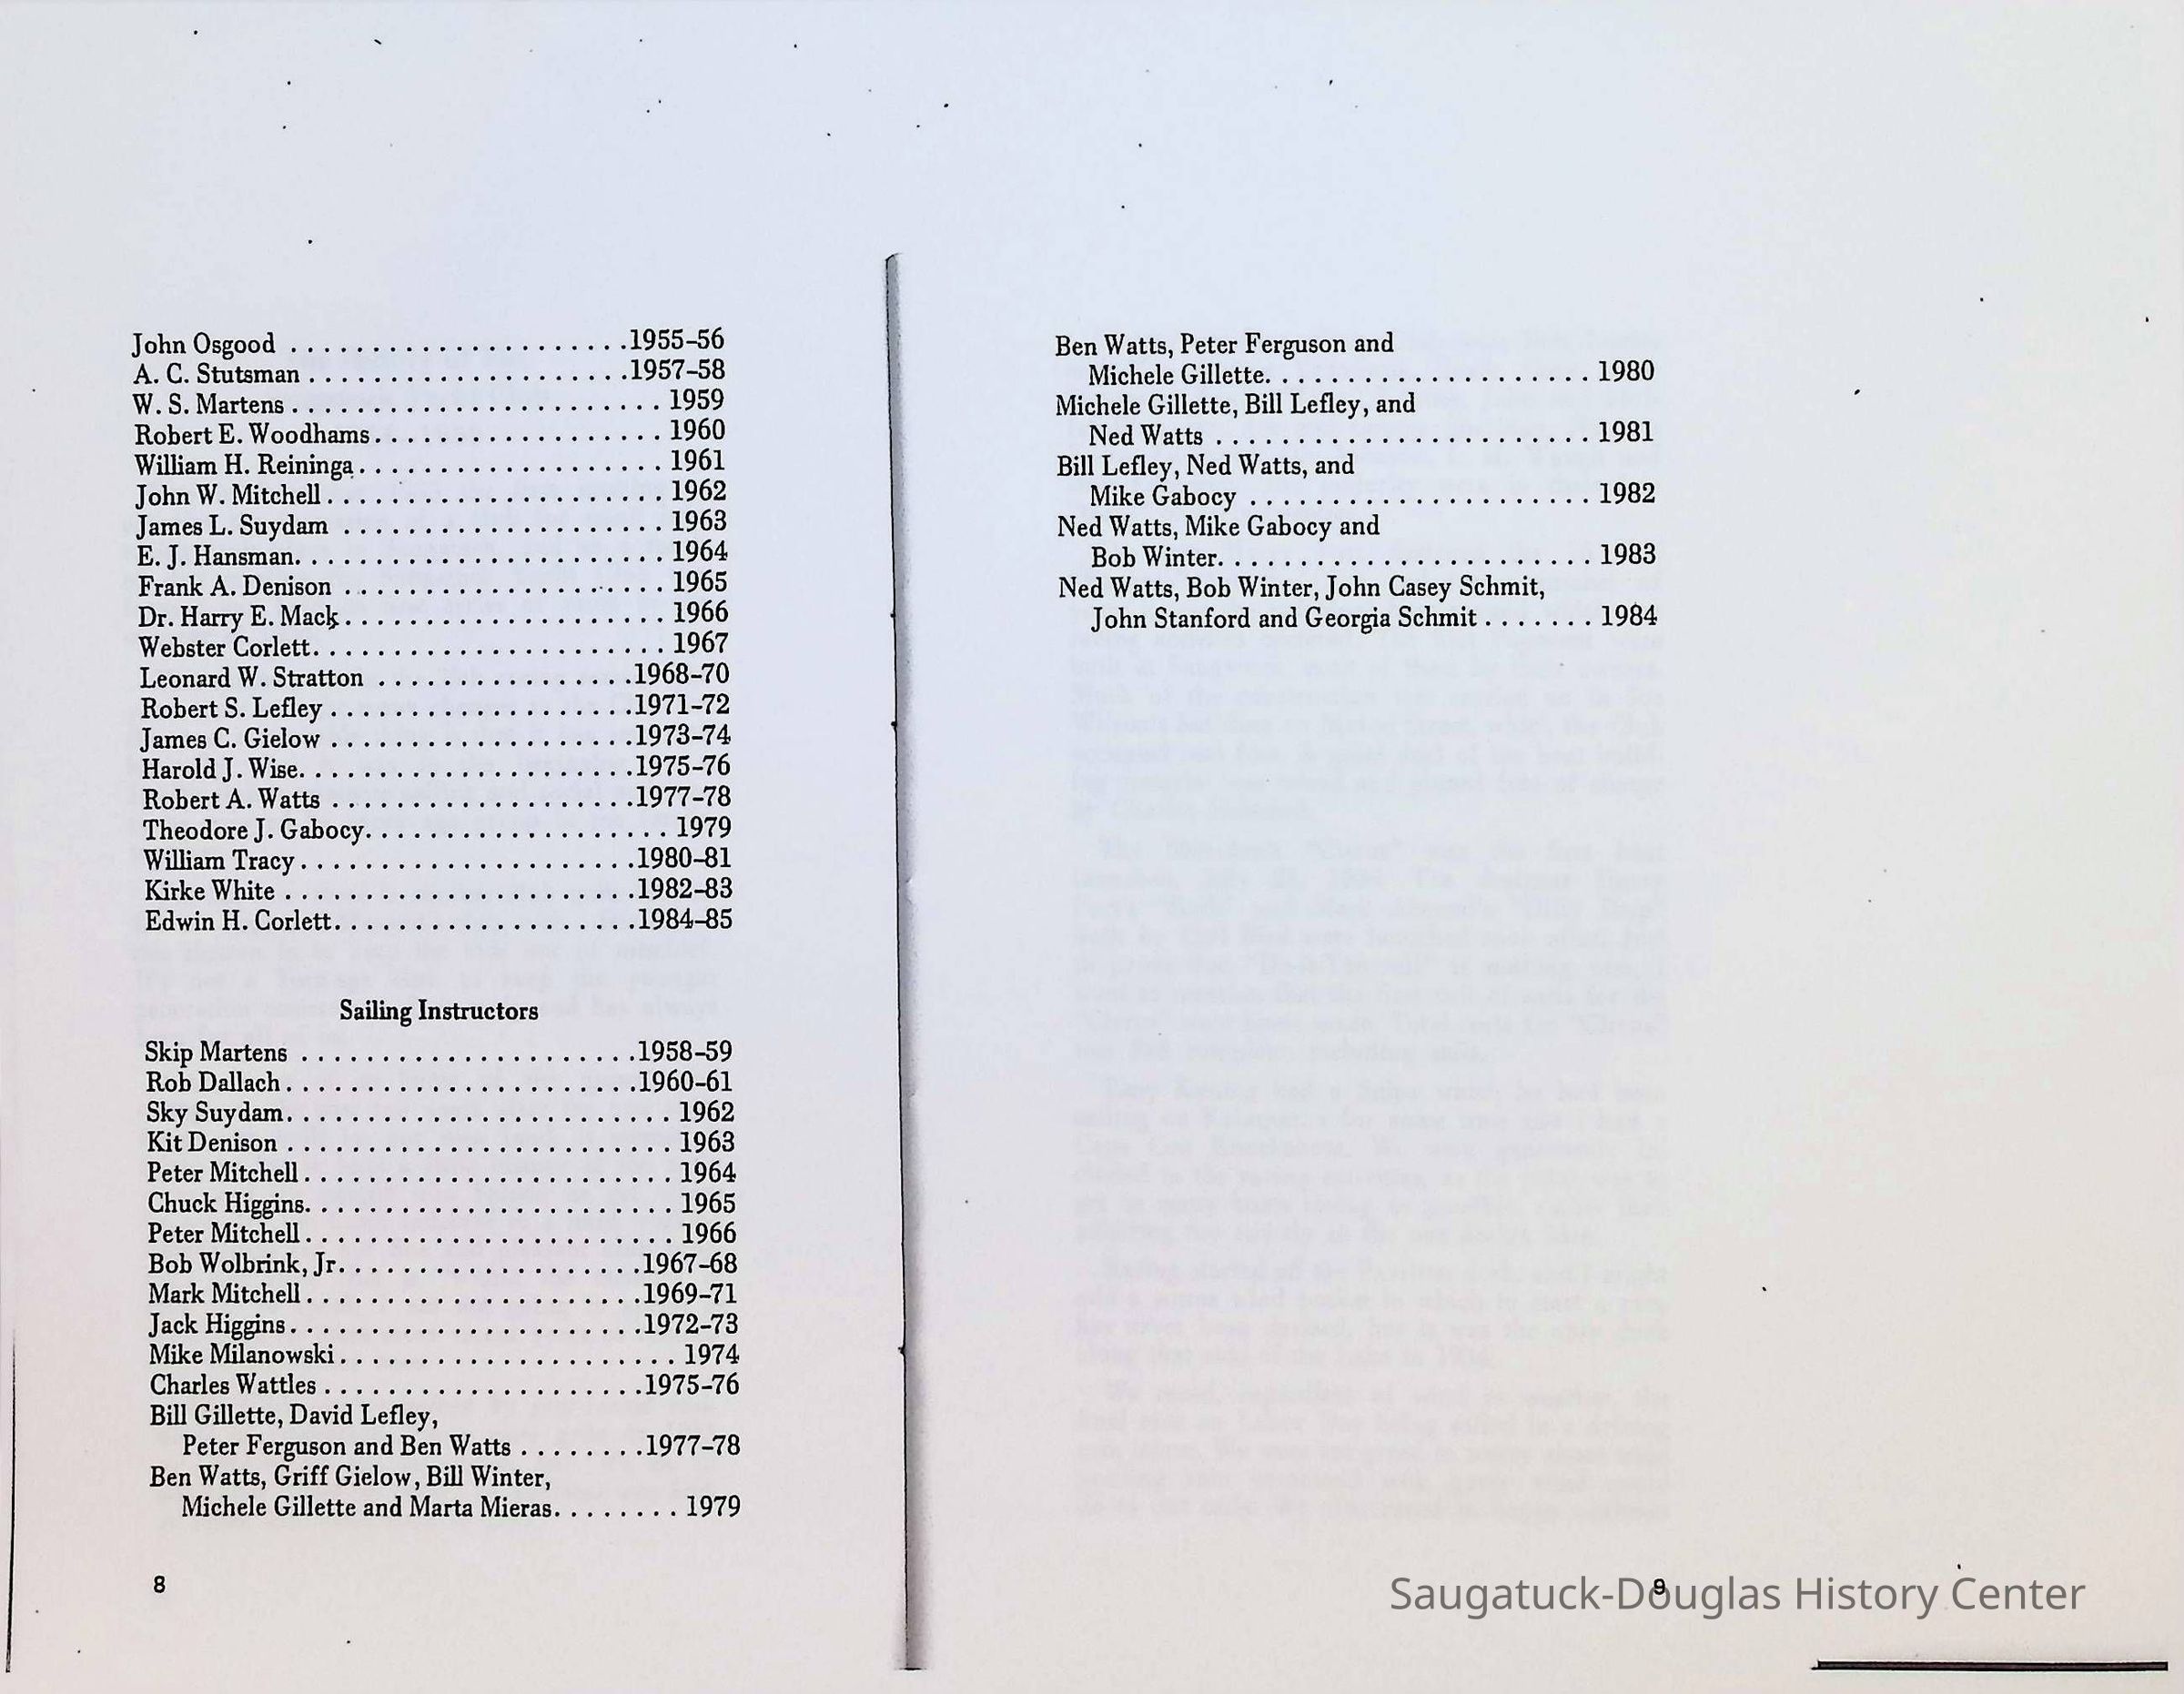 John Osgood . . . . . . . . . . . . . . . . . . . . .1955-56
A. C. Stutsman . . . . . . . . . . . . . . . . . . . .1957-58
W. S. Martens . . . . . . . . . . . . . . . . . . . . . . . 1959
Robert E. Woodhams. . . . . . . . . . . . . . . . . . 1960
William H. Reininga. . . . . . . . . . . . . . . . . . . 1961
John W. Mitchell . . . . . . . . . . . . . . . . . . . . . 1962
James L. Suydam . . . . . . . . . . . . . . . . . . . . 1963
E. J. Hansman. . . . . . . . . . . . . . . . . . . . . . . 1964
Frank A. Denison . . . . . . . . . . . . . . . . . . . . 1965
Dr. Harry E. Mack . . . . . . . . . . . . . . . . . . . . 1966
Webster Corlett. . . . . . . . . . . . . . . . . . . . . . 1967
Leonard W. Stratton . . . . . . . . . . . . . . . .1968-70
Robert S. Lefley . . . . . . . . . . . . . . . . . . .1971-72
James C. Gielow . . . . . . . . . . . . . . . . . . .1973-74
Harold J. Wise. . . . . . . . . . . . . . . . . . . . .1975-76
Robert A. Watts . . . . . . . . . . . . . . . . . . .1977-78
Theodore J. Gabocy. . . . . . . . . . . . . . . . . . . 1979
William Tracy . . . . . . . . . . . . . . . . . . . . .1980-81
Kirke White . . . . . . . . . . . . . . . . . . . . . .1982-83
Edwin H. Corlett. . . . . . . . . . . . . . . . . . .1984-85
Sailing Instructors
Skip Martens . . . . . . . . . . . . . . . . . . . . .1958-59
Rob Dallach . . . . . . . . . . . . . . . . . . . . . .1960-61
Sky Suydam. . . . . . . . . . . . . . . . . . . . . . . . 1962
Kit Denison . . . . . . . . . . . . . . . . . . . . . . . . 1963
Peter Mitchell . . . . . . . . . . . . . . . . . . . . . . . 1964
Chuck Higgins. . . . . . . . . . . . . . . . . . . . . . . 1965
Peter Mitchell . . . . . . . . . . . . . . . . . . . . . . . 1966
Bob Wolbrink, Jr. . . . . . . . . . . . . . . . . . .1967-68
Mark Mitchell . . . . . . . . . . . . . . . . . . . . .1969-71
Jack Higgins. . . . . . . . . . . . . . . . . . . . . .1972-73
Mike Milanowski . . . . . . . . . . . . . . . . . . . . . 1974
Charles Wattles . . . . . . . . . . . . . . . . . . . .1975-76
Bill Gillette, David Lefley,
Peter Ferguson and Ben Watts . . . . . . . .1977-78
Ben Watts, Griff Gielow, Bill Winter,
Michele Gillette and Marta Mieras. . . . . . . . 1979
8
Ben Watts, Peter Ferguson and
Michele Gillette. . . . . . . . . . . . . . . . . . . . 1980
Michele Gillette, Bill Lefley, and
Ned Watts . . . . . . . . . . . . . . . . . . . . . . . 1981
Bill Lefley, Ned Watts, and
Mike Gabocy . . . . . . . . . . . . . . . . . . . . . 1982
Ned Watts, Mike Gabocy and
Bob Winter. . . . . . . . . . . . . . . . . . . . . . . 1983
Ned Watts, Bob Winter, John Casey Schmit,
John Stanford and Georgia Schmit . . . . . . . 1984
9
Saugatuck-Douglas History Center